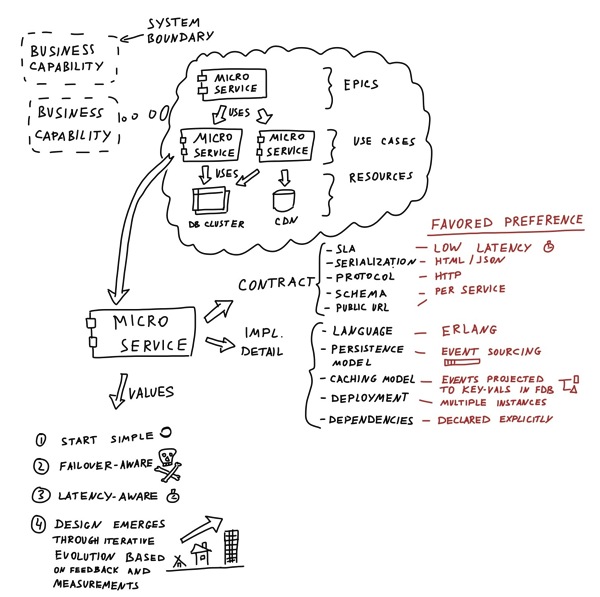 SYSTEM
BOUNDARY
BUSINESS
CAPABILITY
BUSINESS
CAPABILITY
MICRO
SERVICE
EPICS
USES
MICRO
SERVICE
MICRO
SERVICE
USE CASES
USES
RESOURCES
DB CLUSTER
CDN
FAVORED PREFERENCE
CONTRACT
- SLA — LOW LATENCY
- SERIALIZATION — HTML/JSON
- PROTOCOL — HTTP
- SCHEMA — PER SERVICE
- PUBLIC URL
MICRO
SERVICE
IMPL.
DETAIL
- LANGUAGE — ERLANG
- PERSISTENCE
MODEL — EVENT SOURCING
- CACHING MODEL — EVENTS PROJECTED
TO KEY-VALS IN FDB
- DEPLOYMENT — MULTIPLE INSTANCES
- DEPENDENCIES — DECLARED EXPLICITLY
VALUES
1 START SIMPLE
2 FAILOVER-AWARE
3 LATENCY-AWARE
4 DESIGN EMERGES
THROUGH ITERATIVE
EVOLUTION BASED
ON FEEDBACK AND
MEASUREMENTS